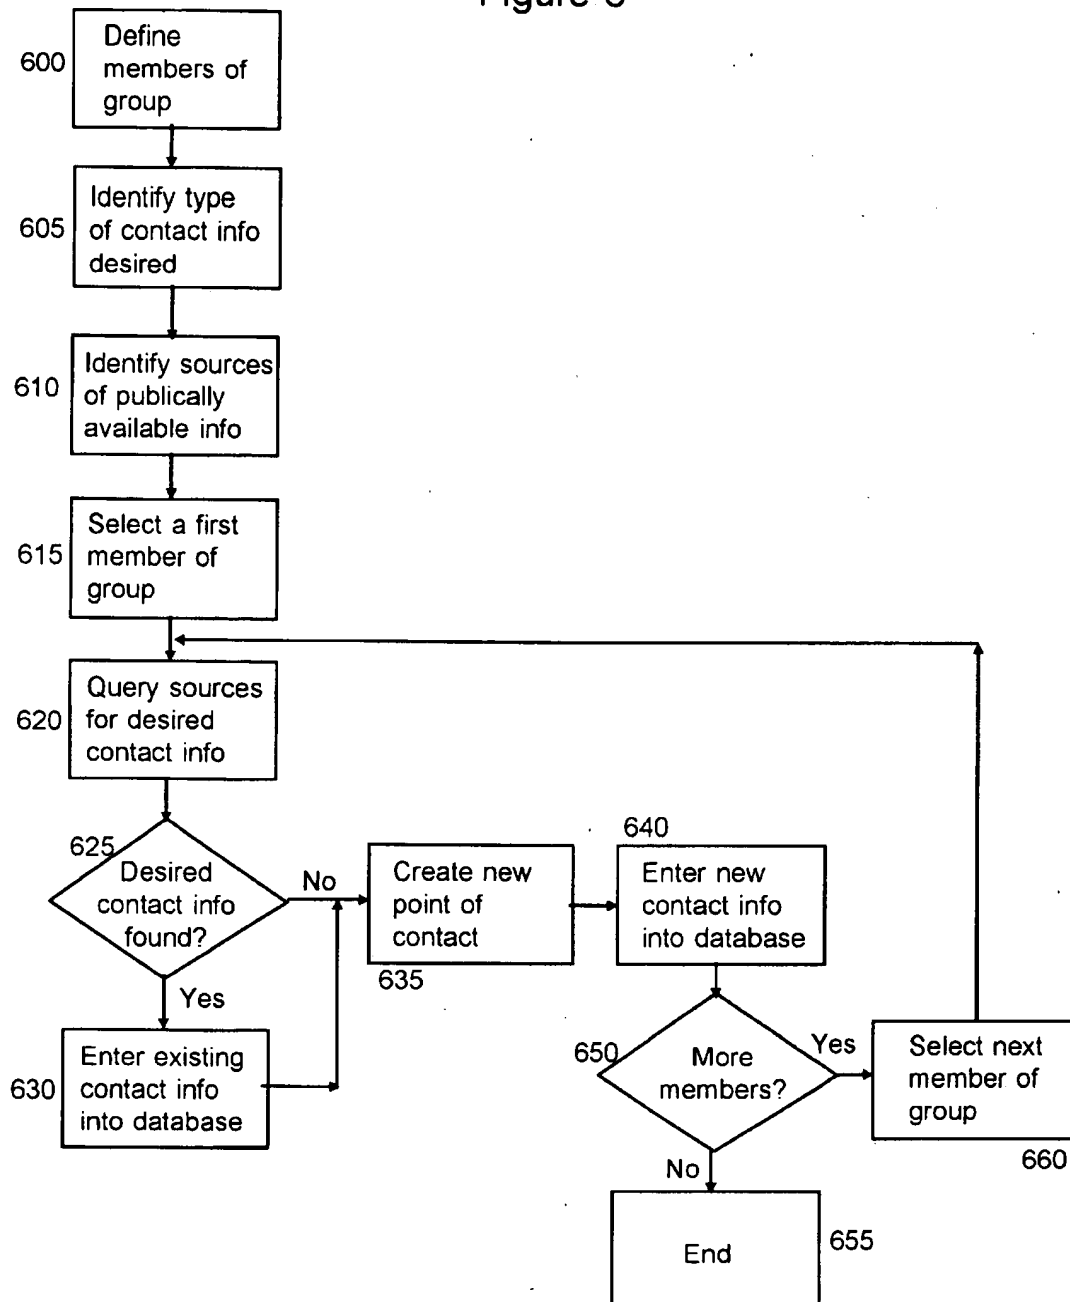 600
Define
members of
group
605
Identify type
of contact info
desired
610
Identify sources
of publically
available info
615
Select a first
member of
group
620
Query sources
for desired
contact info
625
Desired
contact info
found?
No
Yes
630
Enter existing
contact info
into database
Create new
point of
contact
635
640
Enter new
contact info
into database
650
More
members?
Yes
No
Select next
member of
group
660
End
655